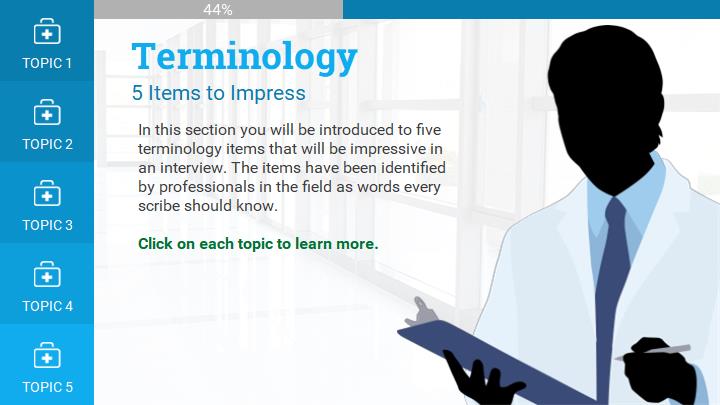 44%
TOPIC 1
TOPIC 2
TOPIC 3
TOPIC 4
TOPIC 5
Terminology
5 Items to Impress
In this section you will be introduced to five
terminology items that will be impressive in
an interview. The items have been identified
by professionals in the field as words every
scribe should know.
Click on each topic to learn more.